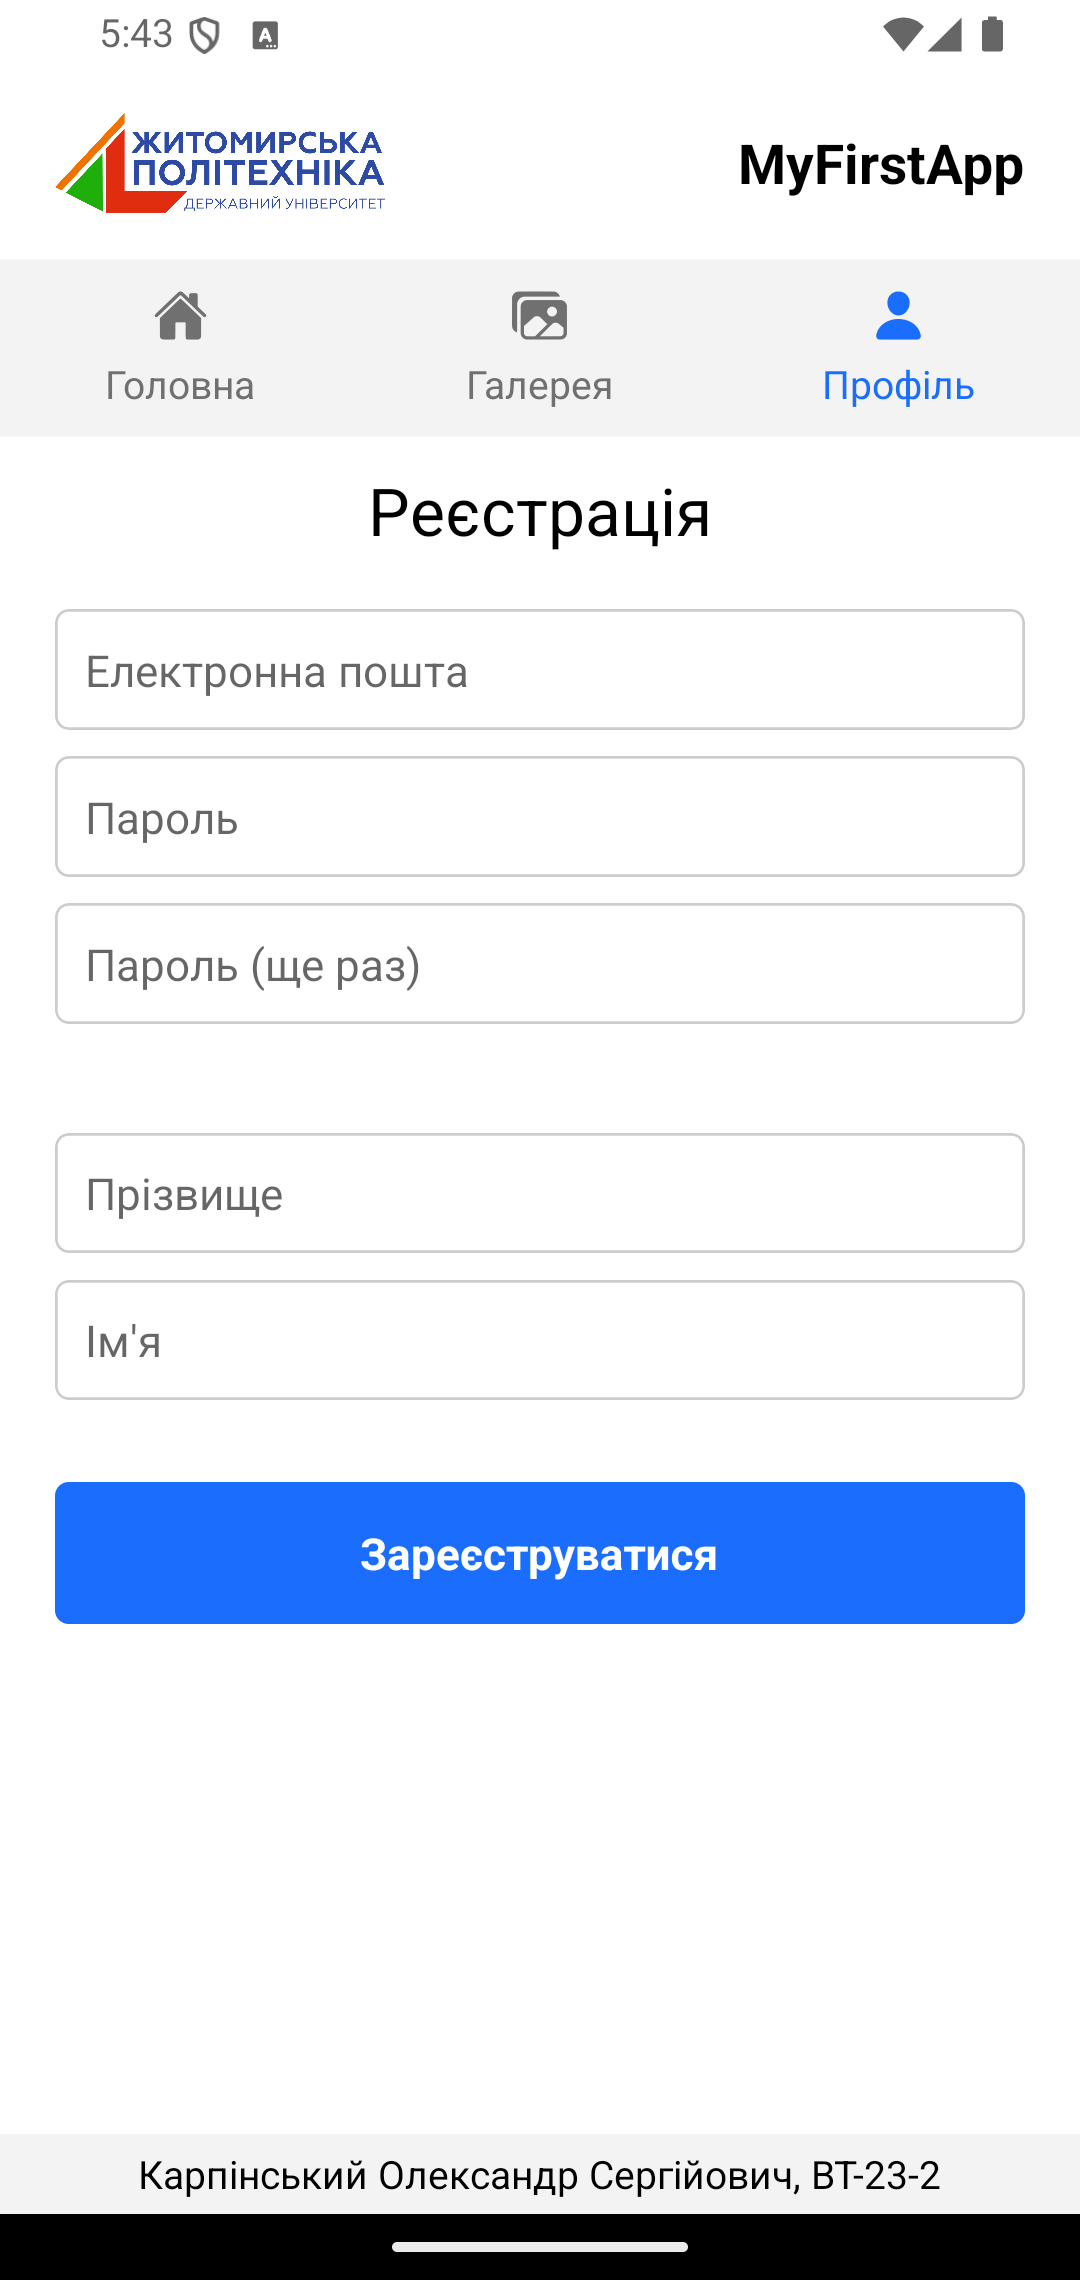 5:43
A
ЖИТОМИРСЬКА
ПОЛІТЕХНІКА
ДЕРЖАВНИЙ УНІВЕРСИТЕТ
MyFirstApp
Головна
Галерея
Профіль
Реєстрація
Електронна пошта
Пароль
Пароль (ще раз)
Прізвище
Ім'я
Зареєструватися
Карпінський Олександр Сергійович, ВТ-23-2